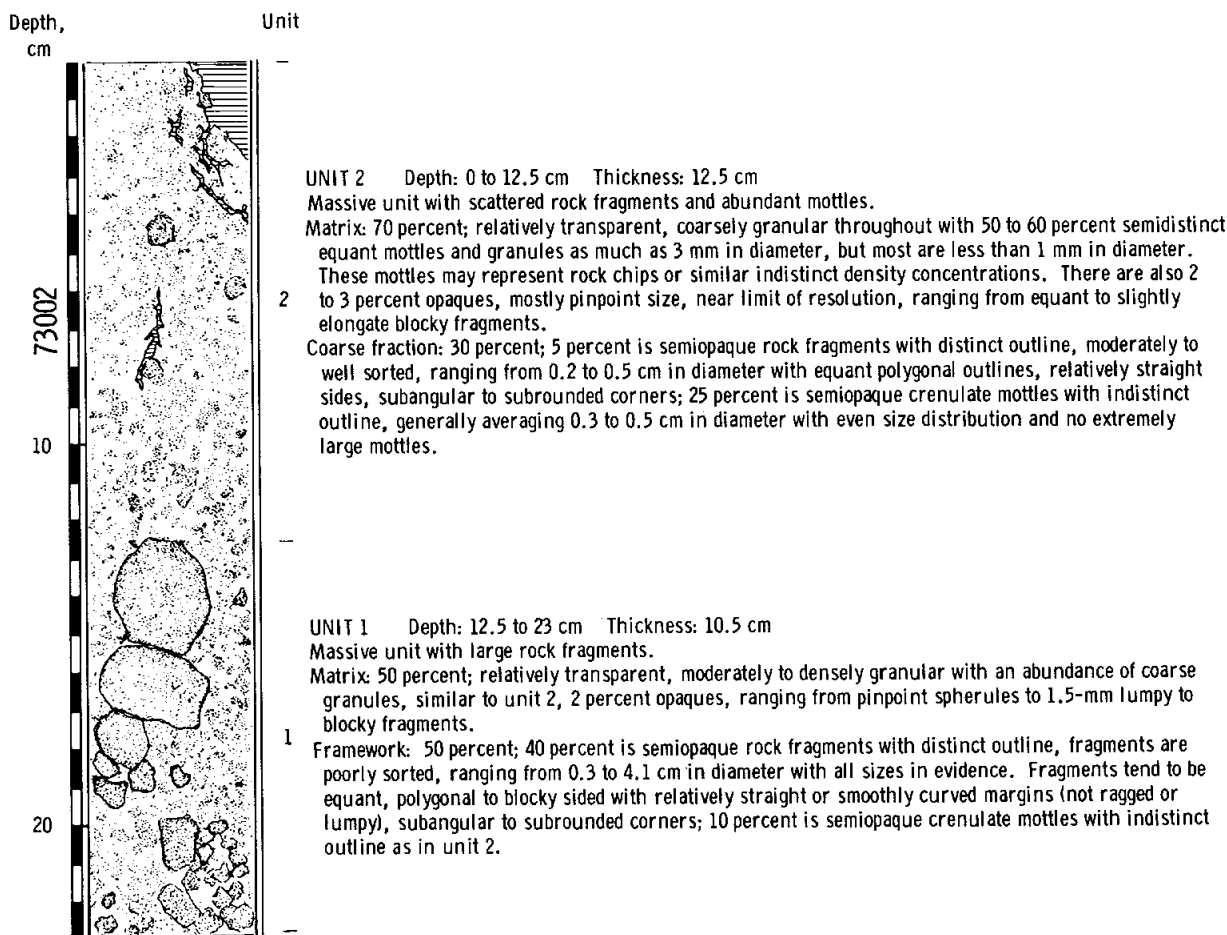 Depth,
cm
Unit
UNIT 2 Depth: 0 to 12.5 cm Thickness: 12.5 cm
Massive unit with scattered rock fragments and abundant mottles.
Matrix: 70 percent; relatively transparent, coarsely granular throughout with 50 to 60 percent semidistinct
equant mottles and granules as much as 3 mm in diameter, but most are less than 1 mm in diameter.
These mottles may represent rock chips or similar indistinct density concentrations. There are also 2
to 3 percent opaques, mostly pinpoint size, near limit of resolution, ranging from equant to slightly
elongate blocky fragments.
Coarse fraction: 30 percent; 5 percent is semiopaque rock fragments with distinct outline, moderately to
well sorted, ranging from 0.2 to 0.5 cm in diameter with equant polygonal outlines, relatively straight
sides, subangular to subrounded corners; 25 percent is semiopaque crenulate mottles with indistinct
outline, generally averaging 0.3 to 0.5 cm in diameter with even size distribution and no extremely
large mottles.
2
73002
10
UNIT 1 Depth: 12.5 to 23 cm Thickness: 10.5 cm
Massive unit with large rock fragments.
Matrix: 50 percent; relatively transparent, moderately to densely granular with an abundance of coarse
granules, similar to unit 2, 2 percent opaques, ranging from pinpoint spherules to 1.5-mm lumpy to
blocky fragments.
Framework: 50 percent; 40 percent is semiopaque rock fragments with distinct outline, fragments are
poorly sorted, ranging from 0.3 to 4.1 cm in diameter with all sizes in evidence. Fragments tend to be
equant, polygonal to blocky sided with relatively straight or smoothly curved margins (not ragged or
lumpy), subangular to subrounded corners; 10 percent is semiopaque crenulate mottles with indistinct
outline as in unit 2.
1
20